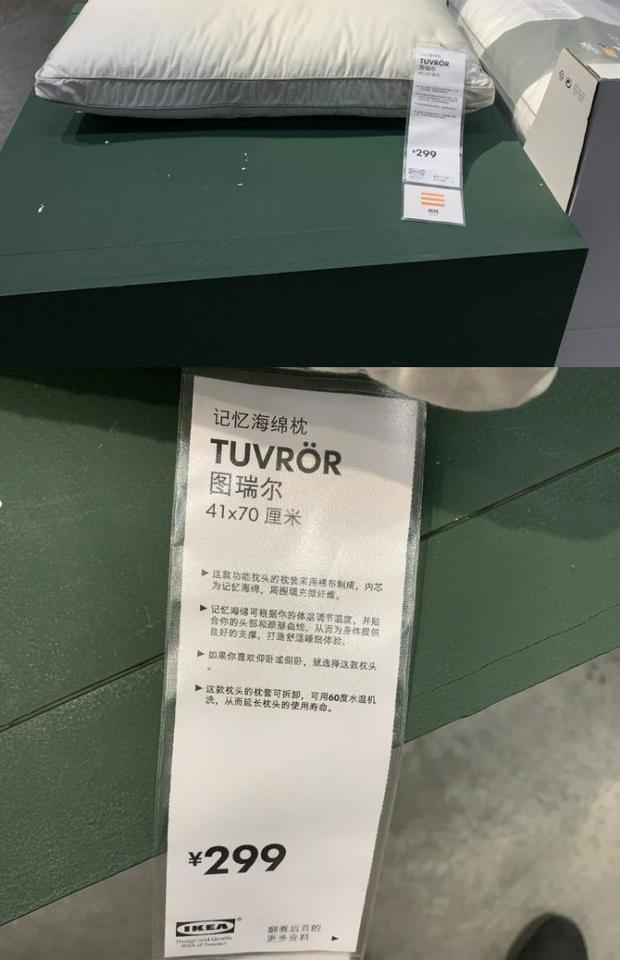 TUVRÖR
图瑞尔
¥299
记忆海绵枕
TUVRÖR
图瑞尔
41x70 厘米
▶ 这款功能枕头的枕套采用棉布制成，内芯
为记忆海绵，周围填充微纤维。
▶ 记忆海绵可根据你的体温调节温度，并贴
合你的头部和颈部曲线，从而为身体提供
良好的支撑，打造舒适睡眠体验。
▶ 如果你喜欢仰卧或侧卧，就选择这款枕头
。
▶ 这款枕头的枕套可拆卸，可用60度水温机
洗，从而延长枕头的使用寿命。
¥299
IKEA®
Design and Quality
IKEA of Sweden
翻看后页的
更多资料 ▶